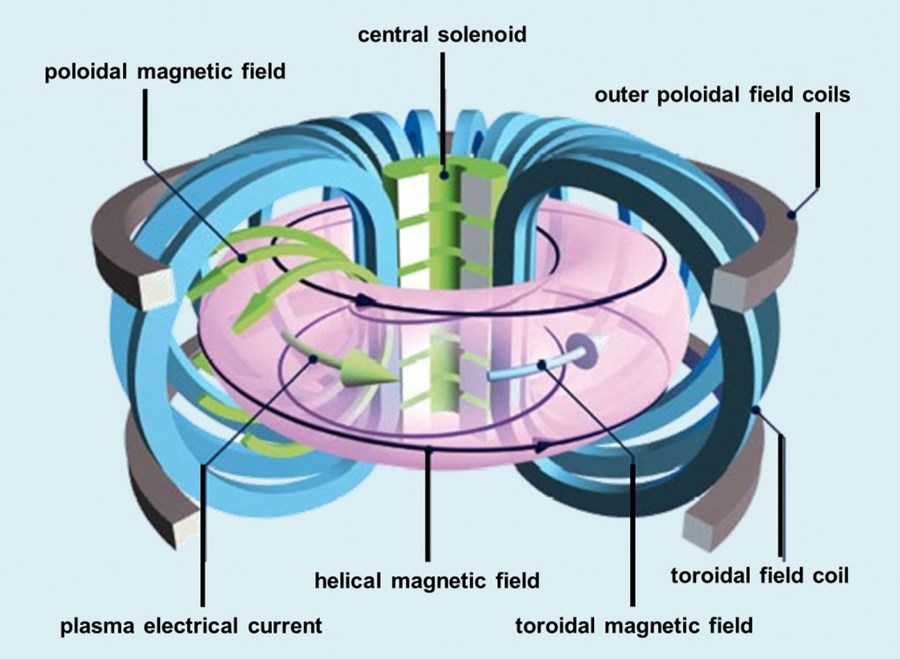 central solenoid
poloidal magnetic field
outer poloidal field coils
helical magnetic field
toroidal field coil
plasma electrical current
toroidal magnetic field